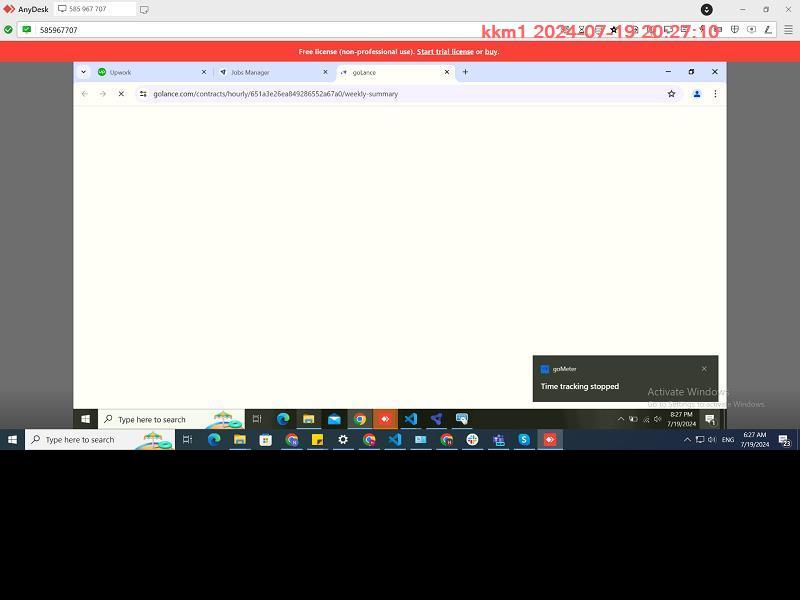 AnyDesk
585 967 707
585967707
kkm1 2024-07-19 20:27:10
Free license (non-professional use). Start trial license or buy.
Upwork
Jobs Manager
goLance
golance.com/contracts/hourly/651a3e26ea849286552a67a0/weekly-summary
goMeter
Time tracking stopped
Activate Windows
Go to Settings to activate Windows.
Type here to search
8:27 PM
7/19/2024
Type here to search
ENG
6:27 AM
7/19/2024
23